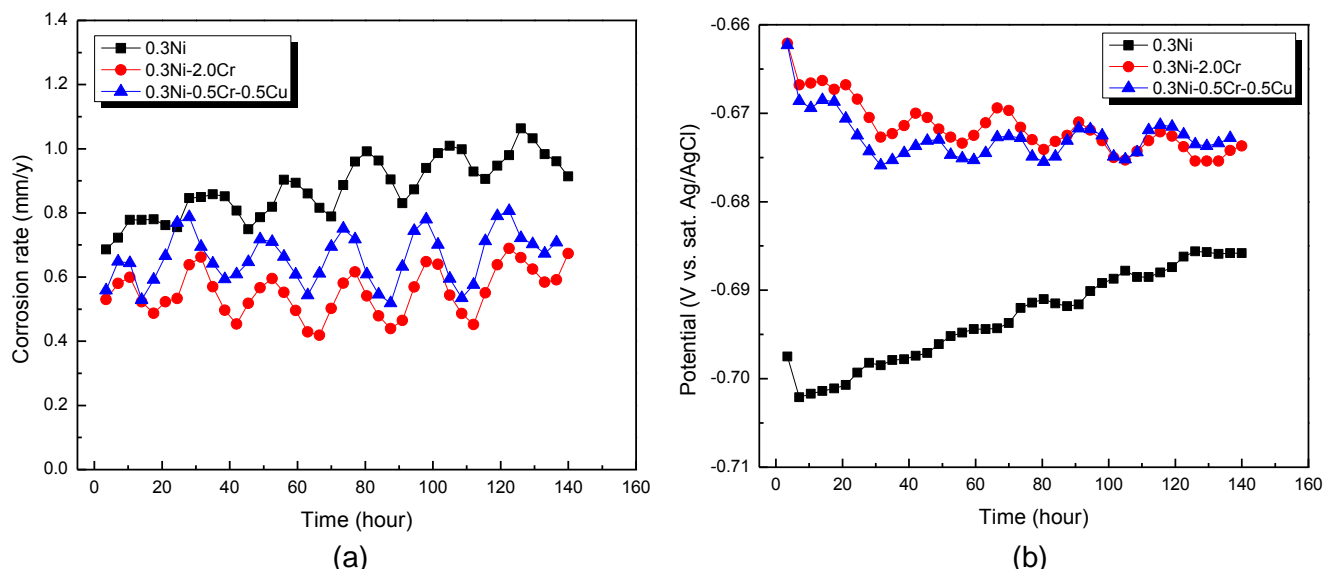 1.4
1.2
1.0
0.8
0.6
0.4
0.2
0.0
Corrosion rate (mm/y)
0.3Ni
0.3Ni-2.0Cr
0.3Ni-0.5Cr-0.5Cu
0 20 40 60 80 100 120 140 160
Time (hour)
(a)
-0.66
-0.67
-0.68
-0.69
-0.70
-0.71
Potential (V vs. sat. Ag/AgCl)
0.3Ni
0.3Ni-2.0Cr
0.3Ni-0.5Cr-0.5Cu
0 20 40 60 80 100 120 140 160
Time (hour)
(b)